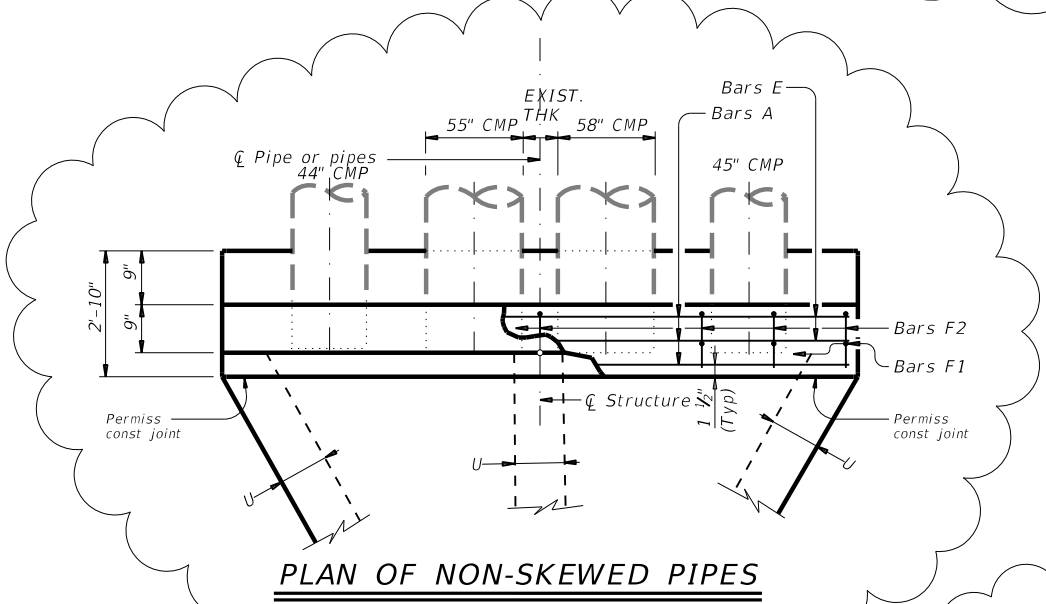 Bars E
EXIST.
THK
Bars A
55" CMP
58" CMP
℄ Pipe or pipes
44" CMP
45" CMP
9"
9"
2'-10"
Bars F2
Bars F1
℄ Structure
1 1/2"
(Typ)
Permiss
const joint
Permiss
const joint
U
U
U
PLAN OF NON-SKEWED PIPES